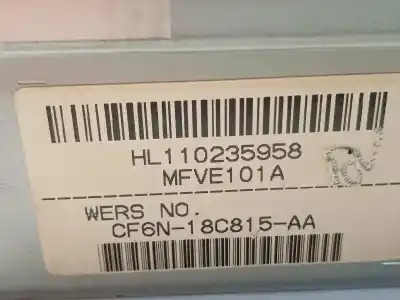 HL110235958
MFVE101A
WERS NO.
CF6N-18C815-AA